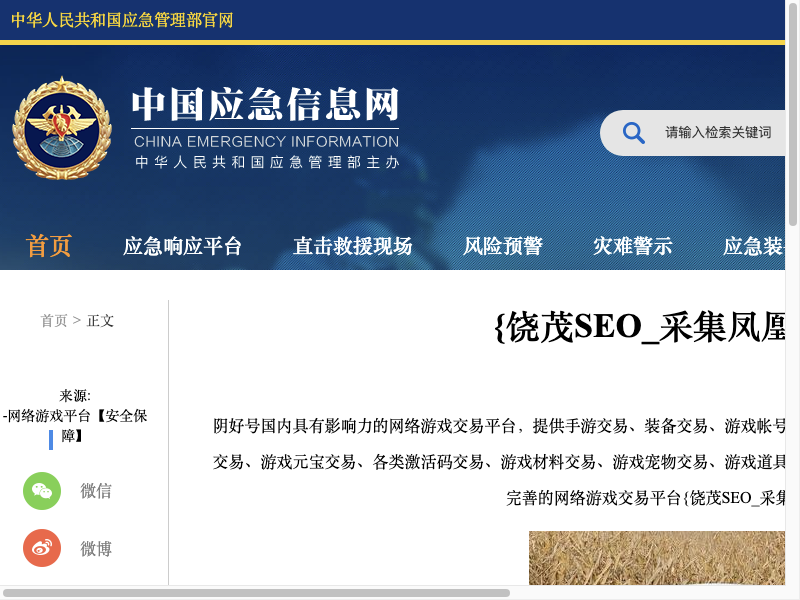 中华人民共和国应急管理部官网
中国应急信息网
CHINA EMERGENCY INFORMATION
中华人民共和国应急管理部主办
请输入检索关键词
首页 应急响应平台 直击救援现场 风险预警 灾难警示 应急装
首页 > 正文
{饶茂SEO_采集凤凰
来源:
-网络游戏平台【安全保
障】
阴好号国内具有影响力的网络游戏交易平台，提供手游交易、装备交易、游戏帐号
交易、游戏元宝交易、各类激活码交易、游戏材料交易、游戏宠物交易、游戏道具
完善的网络游戏交易平台{饶茂SEO_采集
微信
微博